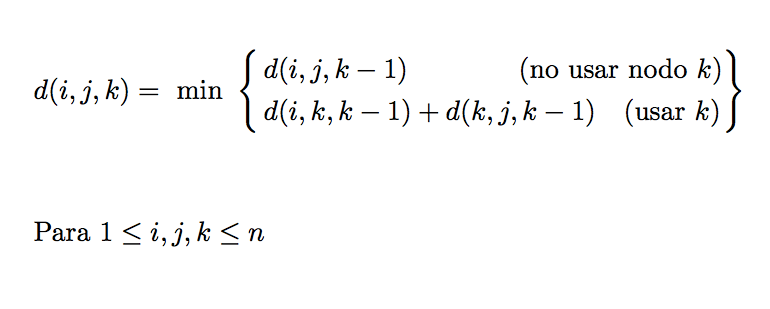 d(i, j, k) = min { d(i, j, k − 1) (no usar nodo k)
d(i, k, k − 1) + d(k, j, k − 1) (usar k) }
Para 1 ≤ i, j, k ≤ n